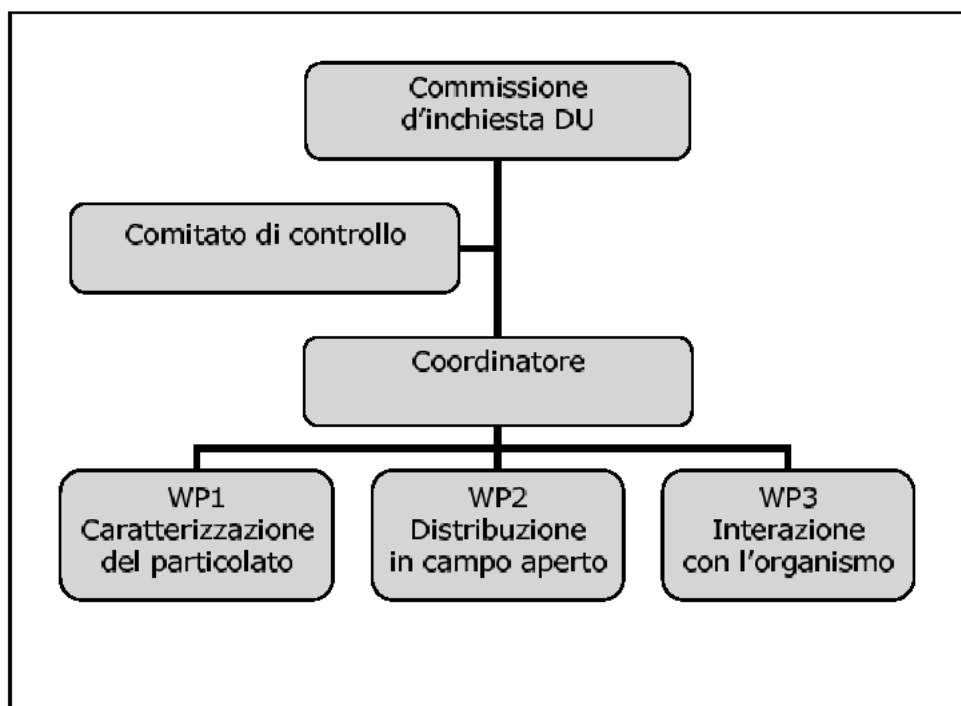 Commissione
d'inchiesta DU
Comitato di controllo
Coordinatore
WP1
Caratterizzazione
del particolato
WP2
Distribuzione
in campo aperto
WP3
Interazione
con l'organismo